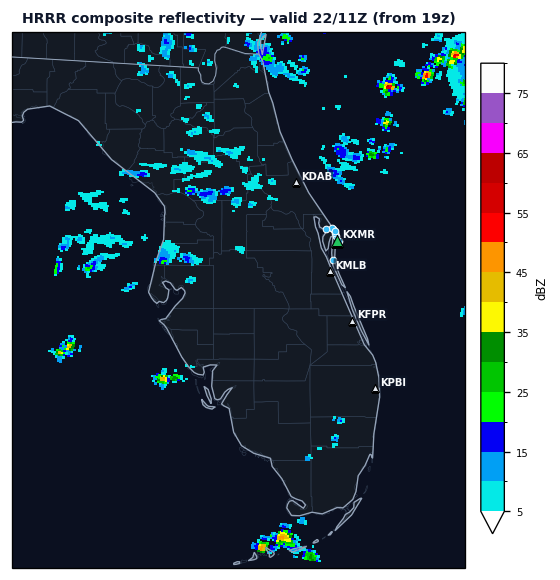 HRRR composite reflectivity — valid 22/11Z (from 19z)
KDAB
KXMR
KMLB
KFPR
KPBI
75
65
55
45
35
25
15
5
dBZ